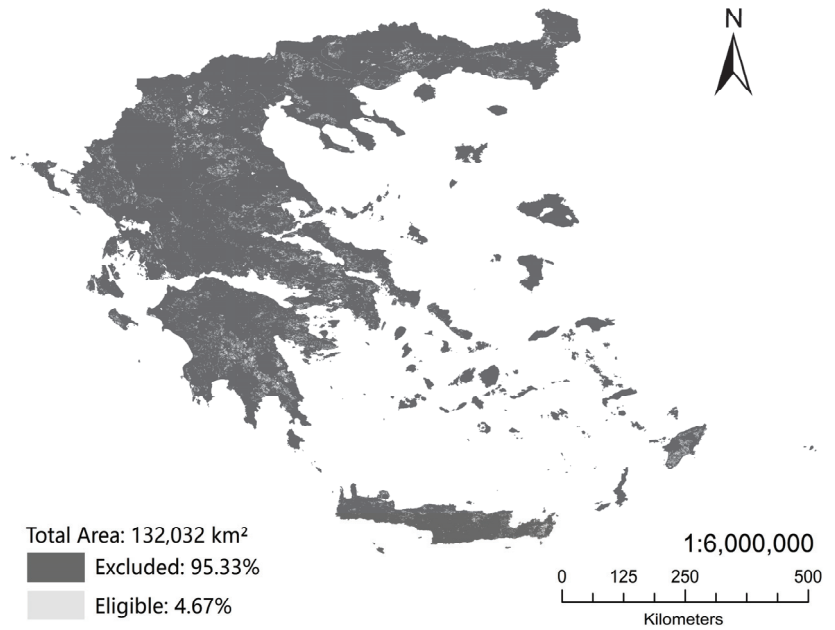 N
Total Area: 132,032 km²
Excluded: 95.33%
Eligible: 4.67%
1:6,000,000
0 125 250 500
Kilometers